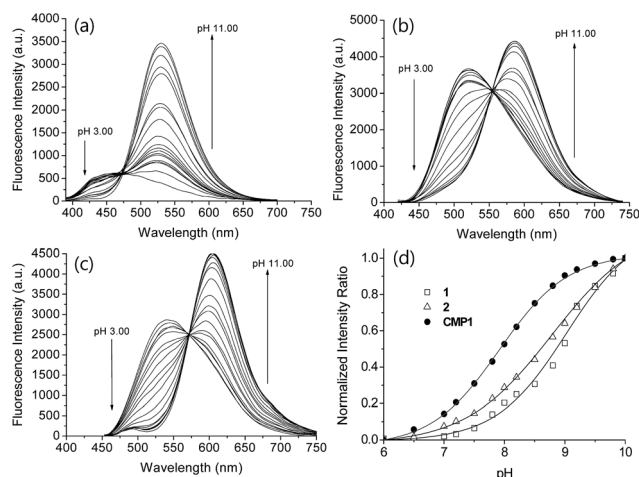 (a)
Fluorescence Intensity (a.u.)
4000
3500
3000
2500
2000
1500
1000
500
0
pH 3.00
pH 11.00
400 450 500 550 600 650 700 750
Wavelength (nm)
(b)
Fluorescence Intensity (a.u.)
5000
4000
3000
2000
1000
0
pH 3.00
pH 11.00
400 450 500 550 600 650 700 750
Wavelength (nm)
(c)
Fluorescence Intensity (a.u.)
4500
4000
3500
3000
2500
2000
1500
1000
500
0
pH 3.00
pH 11.00
450 500 550 600 650 700 750
Wavelength (nm)
(d)
Normalized Intensity Ratio
1.0
0.8
0.6
0.4
0.2
0.0
1
2
CMP1
6 7 8 9 10
pH